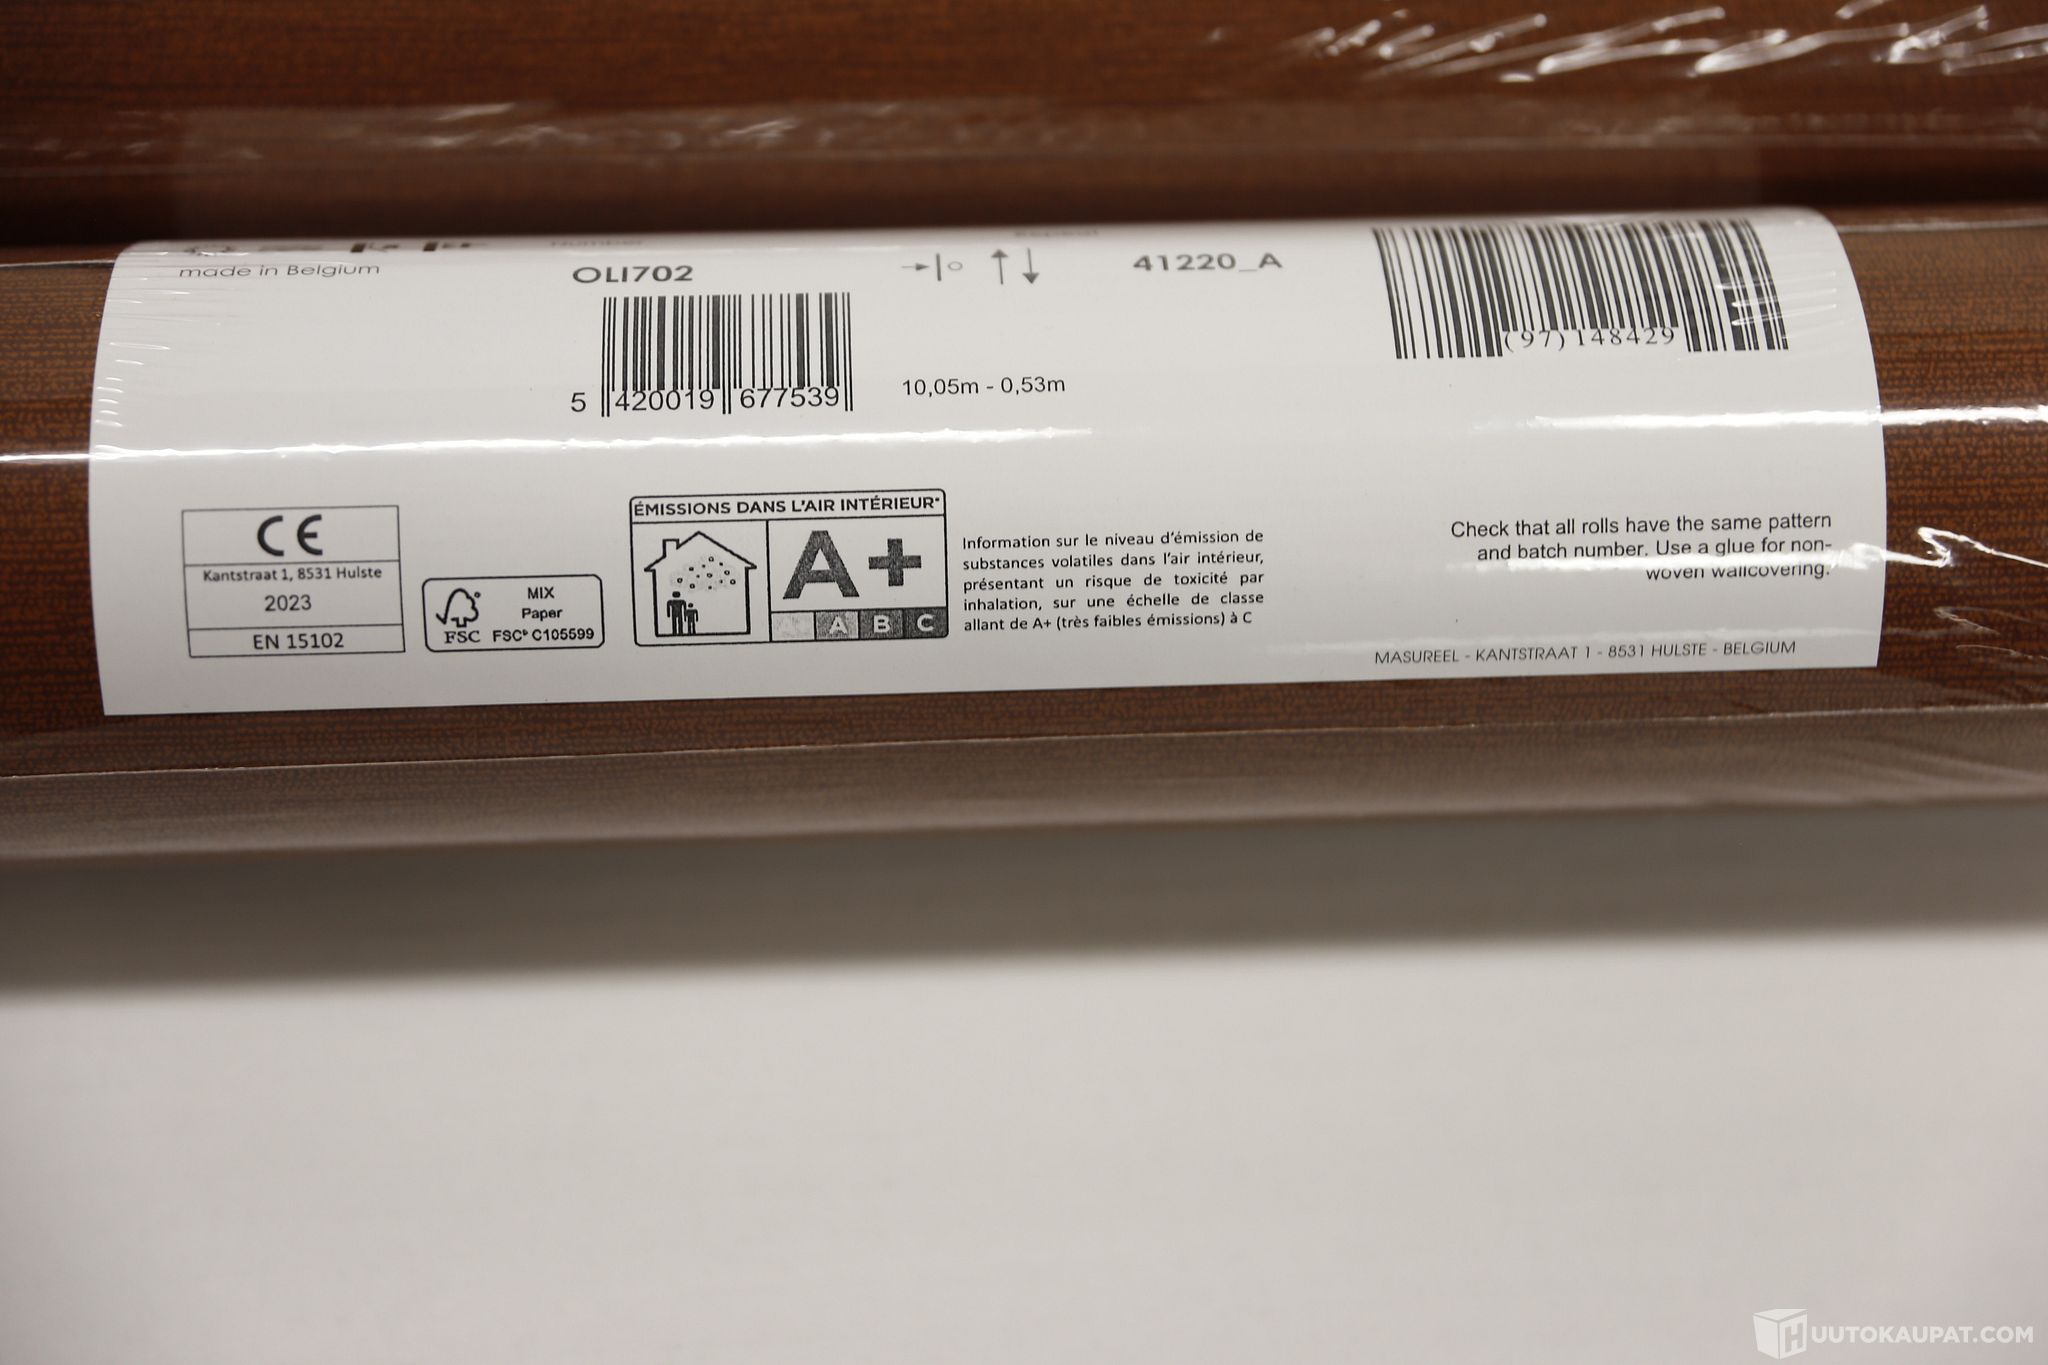 Number
made in Belgium
OLI702
41220_A
(97)148429
5 420019 677539
10,05m - 0,53m
CE
Kantstraat 1, 8531 Hulste
2023
EN 15102
MIX
Paper
FSC
FSC® C105599
ÉMISSIONS DANS L'AIR INTÉRIEUR*
A+
A+ A B C
Information sur le niveau d'émission de
substances volatiles dans l'air intérieur,
présentant un risque de toxicité par
inhalation, sur une échelle de classe
allant de A+ (très faibles émissions) à C
Check that all rolls have the same pattern
and batch number. Use a glue for non-
woven wallcovering.
MASUREEL - KANTSTRAAT 1 - 8531 HULSTE - BELGIUM
HUUTOKAUPAT.COM